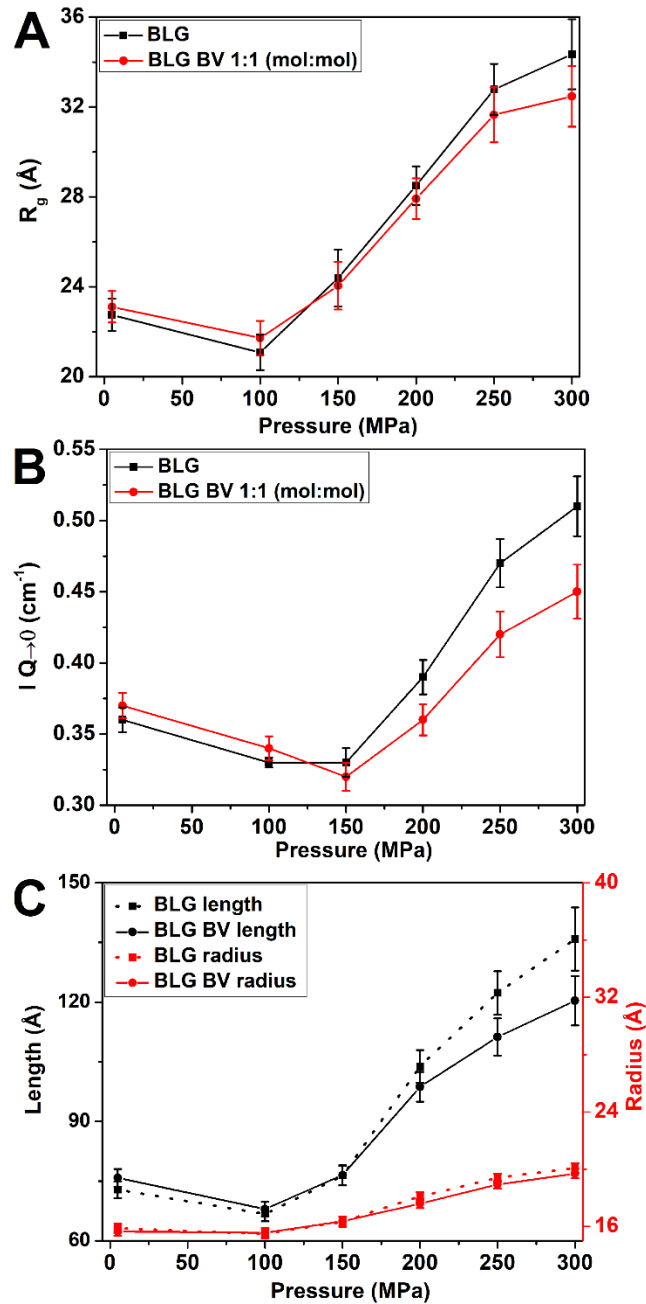 A
BLG
BLG BV 1:1 (mol:mol)
36
32
28
24
20
Rg (Å)
0 50 100 150 200 250 300
Pressure (MPa)
B
BLG
BLG BV 1:1 (mol:mol)
0.55
0.50
0.45
0.40
0.35
0.30
I Q→0 (cm-1)
0 50 100 150 200 250 300
Pressure (MPa)
C
BLG length
BLG BV length
BLG radius
BLG BV radius
150
120
90
60
Length (Å)
40
32
24
16
Radius (Å)
0 50 100 150 200 250 300
Pressure (MPa)